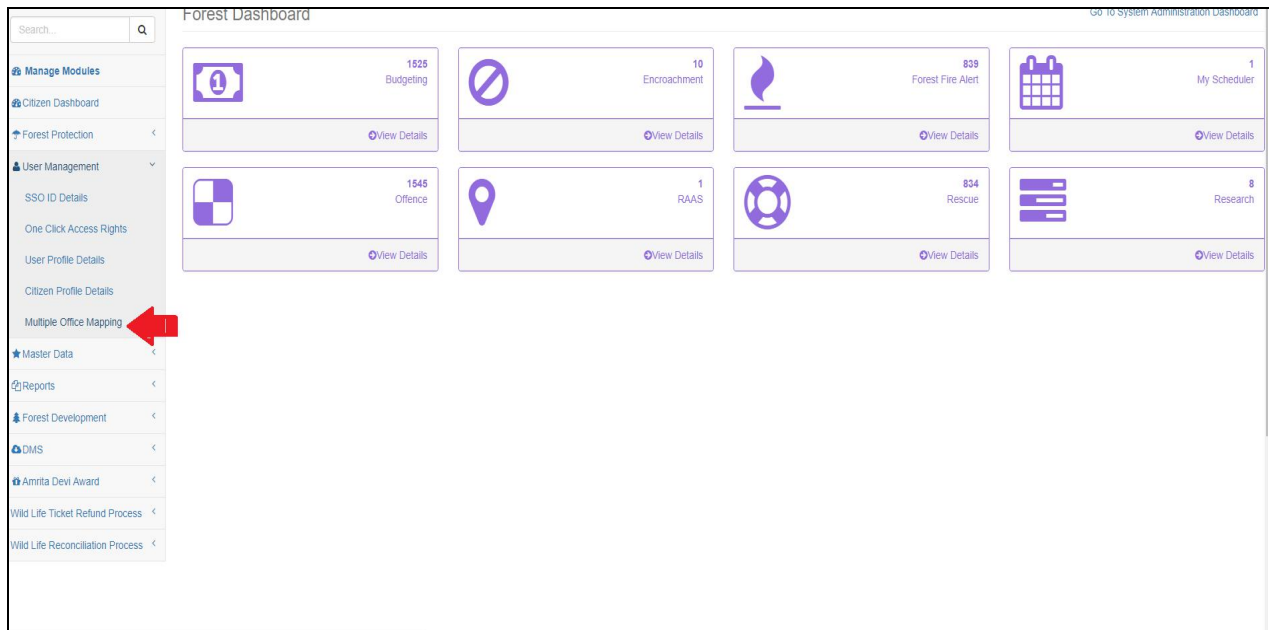 Forest Dashboard
Go To System Administration Dashboard
Search...
Manage Modules
Citizen Dashboard
Forest Protection
User Management
SSO ID Details
One Click Access Rights
User Profile Details
Citizen Profile Details
Multiple Office Mapping
Master Data
Reports
Forest Development
DMS
Amrita Devi Award
Wild Life Ticket Refund Process
Wild Life Reconciliation Process
1
1525
Budgeting
View Details
10
Encroachment
View Details
839
Forest Fire Alert
View Details
1
My Scheduler
View Details
1545
Offence
View Details
1
RAAS
View Details
834
Rescue
View Details
8
Research
View Details